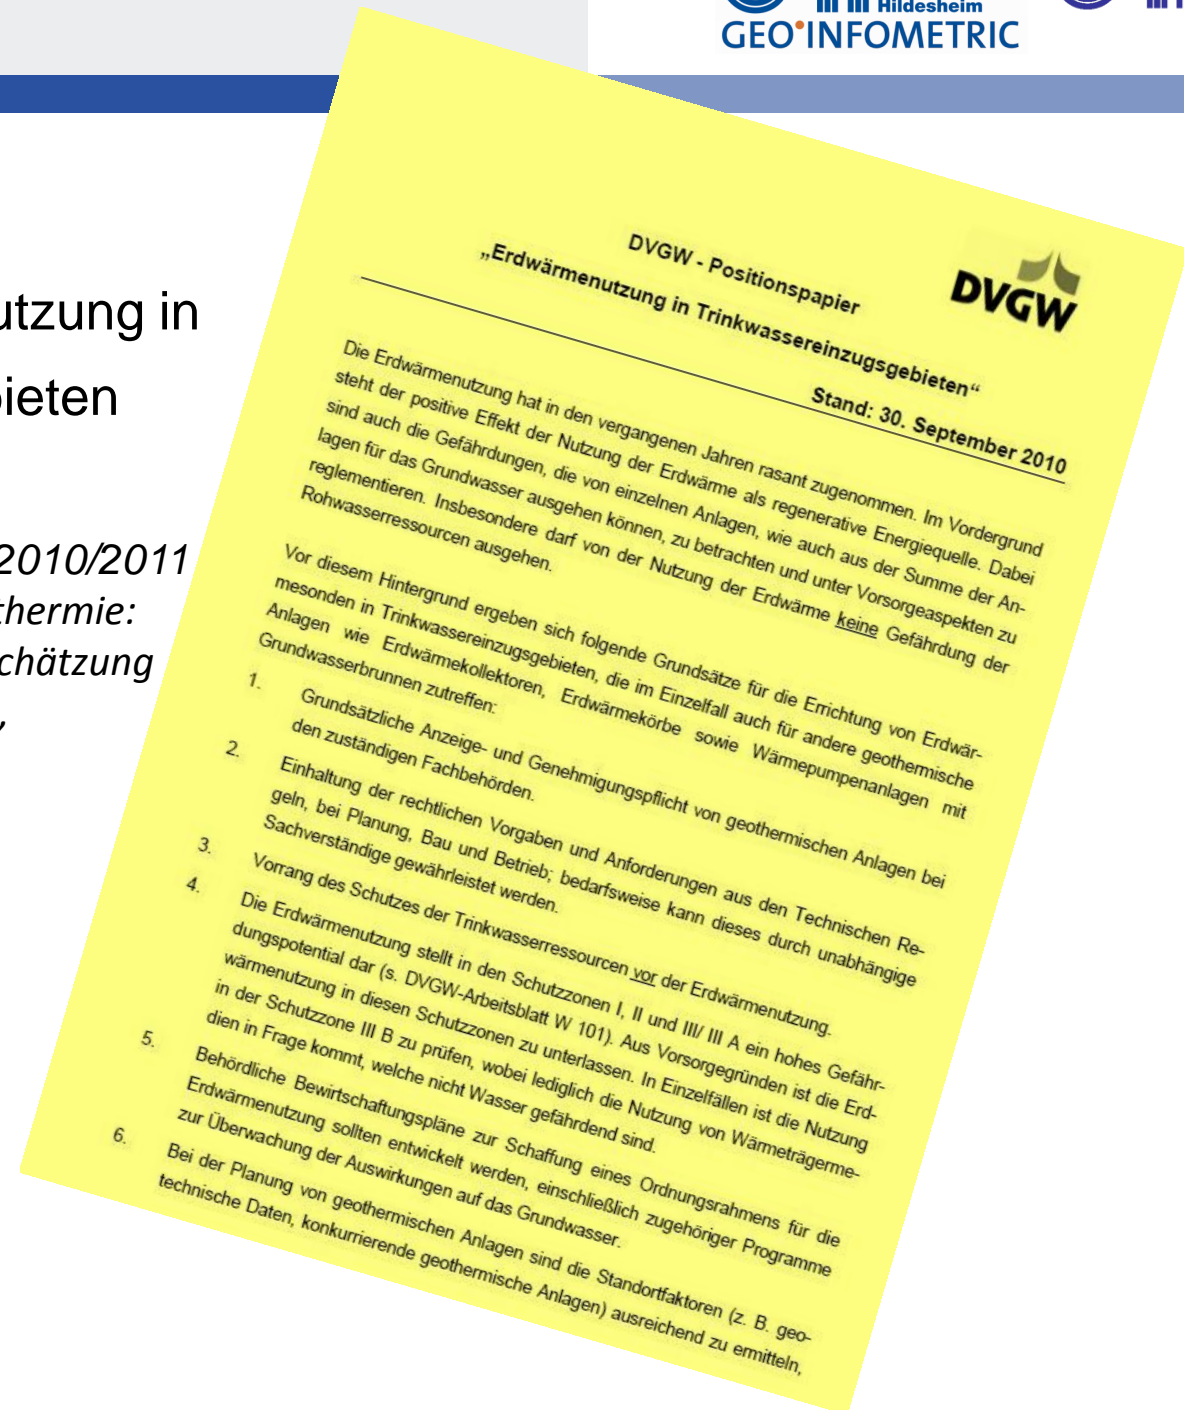 Hildesheim
GEO°INFOMETRIC
utzung in
ieten
2010/2011
thermie:
chätzung
,
DVGW - Positionspapier
„Erdwärmenutzung in Trinkwassereinzugsgebieten“
DVGW
Stand: 30. September 2010
Die Erdwärmenutzung hat in den vergangenen Jahren rasant zugenommen. Im Vordergrund
steht der positive Effekt der Nutzung der Erdwärme als regenerative Energiequelle. Dabei
sind auch die Gefährdungen, die von einzelnen Anlagen, wie auch aus der Summe der An-
lagen für das Grundwasser ausgehen können, zu betrachten und unter Vorsorgeaspekten zu
reglementieren. Insbesondere darf von der Nutzung der Erdwärme keine Gefährdung der
Rohwasserressourcen ausgehen.
Vor diesem Hintergrund ergeben sich folgende Grundsätze für die Errichtung von Erdwär-
mesonden in Trinkwassereinzugsgebieten, die im Einzelfall auch für andere geothermische
Anlagen wie Erdwärmekollektoren, Erdwärmekörbe sowie Wärmepumpenanlagen mit
Grundwasserbrunnen zutreffen:
1. Grundsätzliche Anzeige- und Genehmigungspflicht von geothermischen Anlagen bei
den zuständigen Fachbehörden.
2. Einhaltung der rechtlichen Vorgaben und Anforderungen aus den Technischen Re-
geln, bei Planung, Bau und Betrieb; bedarfsweise kann dieses durch unabhängige
Sachverständige gewährleistet werden.
3. Vorrang des Schutzes der Trinkwasserressourcen vor der Erdwärmenutzung.
4. Die Erdwärmenutzung stellt in den Schutzzonen I, II und III/ III A ein hohes Gefähr-
dungspotential dar (s. DVGW-Arbeitsblatt W 101). Aus Vorsorgegründen ist die Erd-
wärmenutzung in diesen Schutzzonen zu unterlassen. In Einzelfällen ist die Nutzung
in der Schutzzone III B zu prüfen, wobei lediglich die Nutzung von Wärmeträgerme-
dien in Frage kommt, welche nicht Wasser gefährdend sind.
5. Behördliche Bewirtschaftungspläne zur Schaffung eines Ordnungsrahmens für die
Erdwärmenutzung sollten entwickelt werden, einschließlich zugehöriger Programme
zur Überwachung der Auswirkungen auf das Grundwasser.
6. Bei der Planung von geothermischen Anlagen sind die Standortfaktoren (z. B. geo-
technische Daten, konkurrierende geothermische Anlagen) ausreichend zu ermitteln,